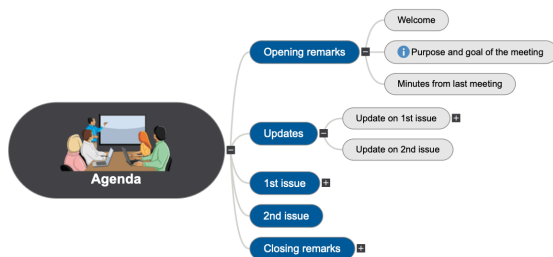 Agenda
Opening remarks
Welcome
Purpose and goal of the meeting
Minutes from last meeting
Updates
Update on 1st issue
Update on 2nd issue
1st issue
2nd issue
Closing remarks